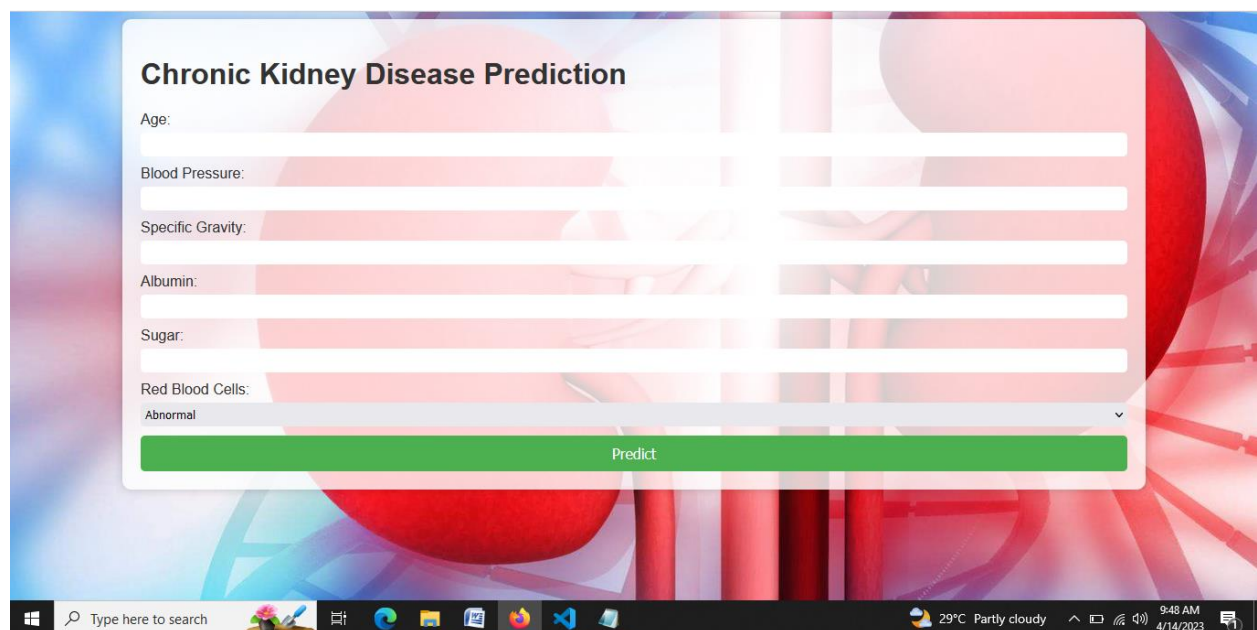 Chronic Kidney Disease Prediction
Age:
Blood Pressure:
Specific Gravity:
Albumin:
Sugar:
Red Blood Cells:
Abnormal
Predict
Type here to search
29°C Partly cloudy
9:48 AM
4/14/2023